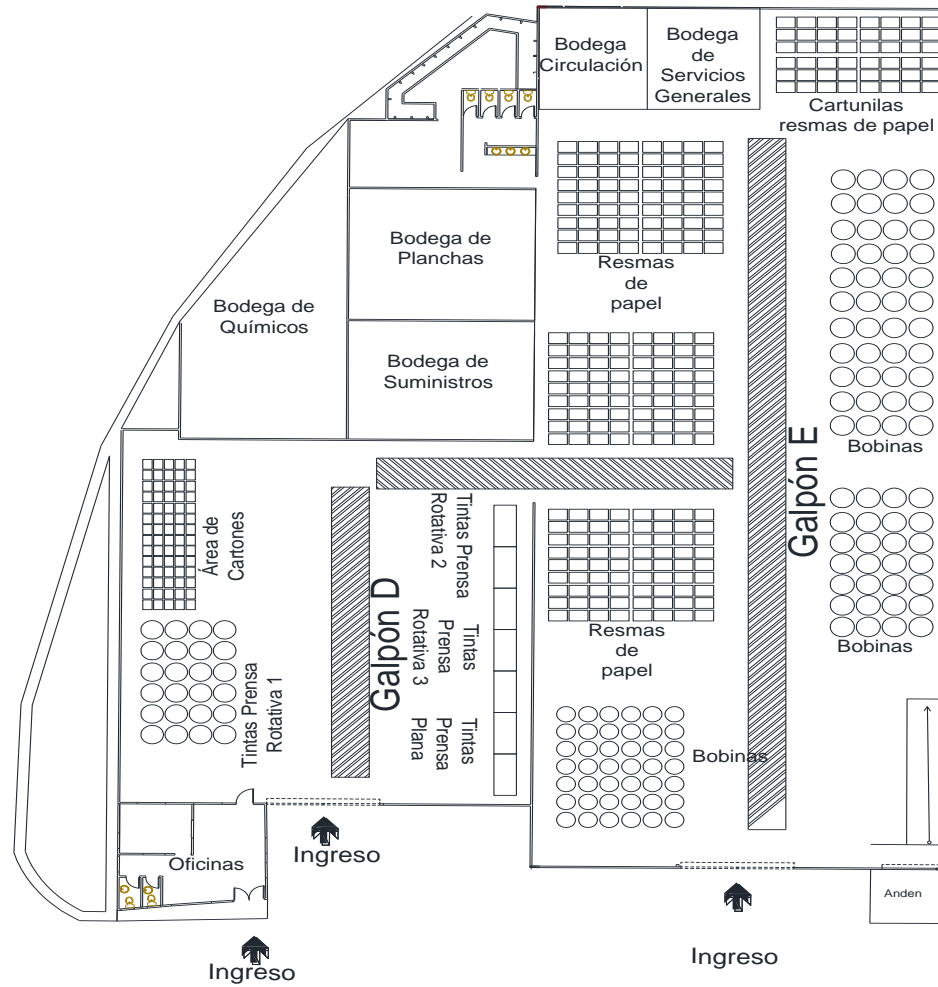 Bodega
Circulación
Bodega
de
Servicios
Generales
Cartunilas
resmas de papel
Bodega de
Planchas
Resmas
de
papel
Bodega de
Químicos
Bodega de
Suministros
Bobinas
Galpón E
Tintas Prensa
Rotativa 2
Área de
Cartones
Galpón D
Tintas
Prensa
Rotativa 3
Resmas
de
papel
Bobinas
Tintas Prensa
Rotativa 1
Tintas
Prensa
Plana
Bobinas
Oficinas
Ingreso
Anden
Ingreso
Ingreso